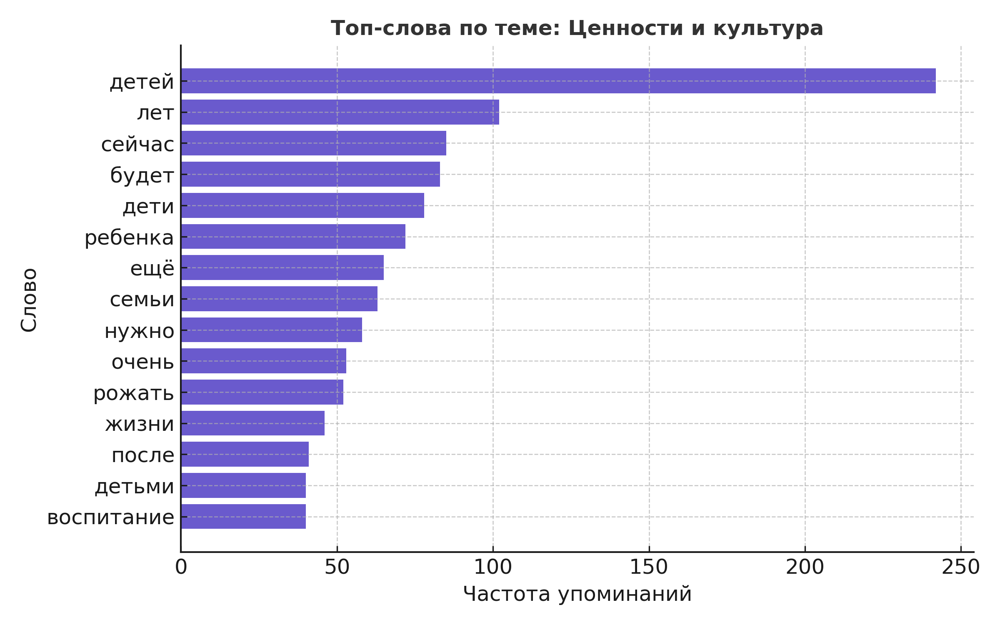 Топ-слова по теме: Ценности и культура
детей
лет
сейчас
будет
дети
ребенка
ещё
семьи
нужно
очень
рожать
жизни
после
детьми
воспитание
Слово
0 50 100 150 200 250
Частота упоминаний